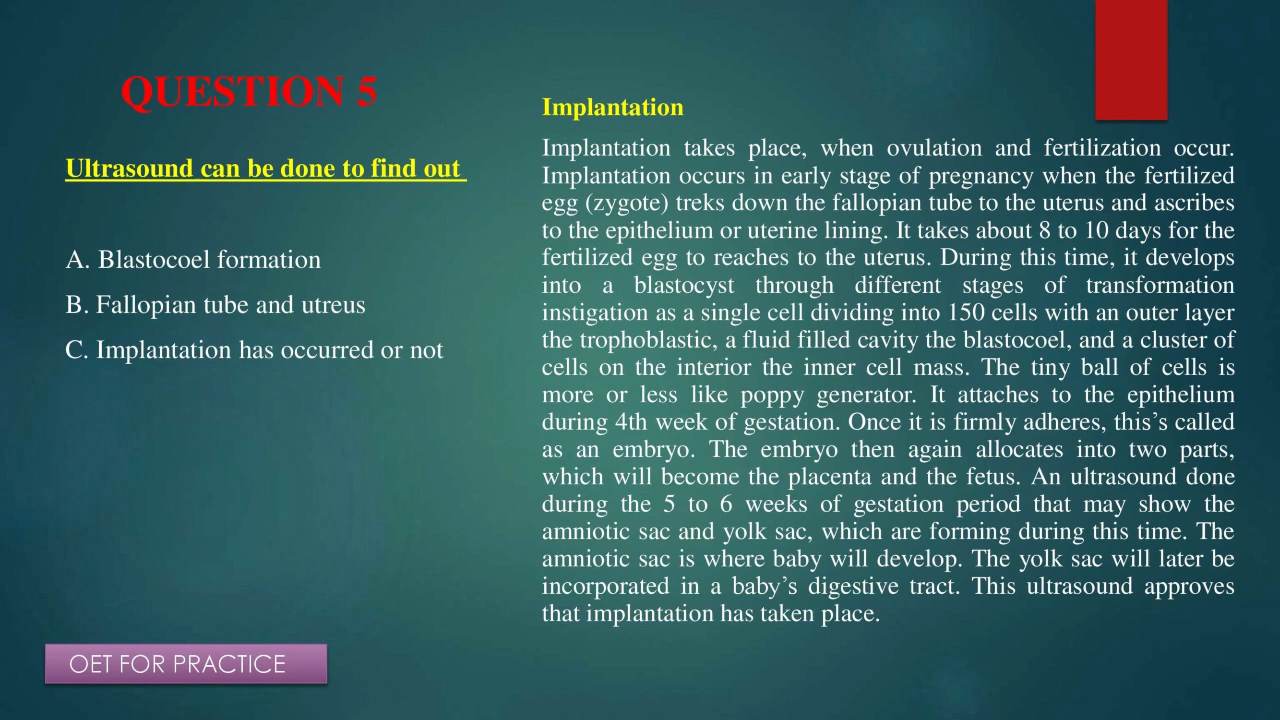 QUESTION 5
Ultrasound can be done to find out
A. Blastocoel formation
B. Fallopian tube and utreus
C. Implantation has occurred or not
Implantation
Implantation takes place, when ovulation and fertilization occur.
Implantation occurs in early stage of pregnancy when the fertilized
egg (zygote) treks down the fallopian tube to the uterus and ascribes
to the epithelium or uterine lining. It takes about 8 to 10 days for the
fertilized egg to reaches to the uterus. During this time, it develops
into a blastocyst through different stages of transformation
instigation as a single cell dividing into 150 cells with an outer layer
the trophoblastic, a fluid filled cavity the blastocoel, and a cluster of
cells on the interior the inner cell mass. The tiny ball of cells is
more or less like poppy generator. It attaches to the epithelium
during 4th week of gestation. Once it is firmly adheres, this’s called
as an embryo. The embryo then again allocates into two parts,
which will become the placenta and the fetus. An ultrasound done
during the 5 to 6 weeks of gestation period that may show the
amniotic sac and yolk sac, which are forming during this time. The
amniotic sac is where baby will develop. The yolk sac will later be
incorporated in a baby’s digestive tract. This ultrasound approves
that implantation has taken place.
OET FOR PRACTICE